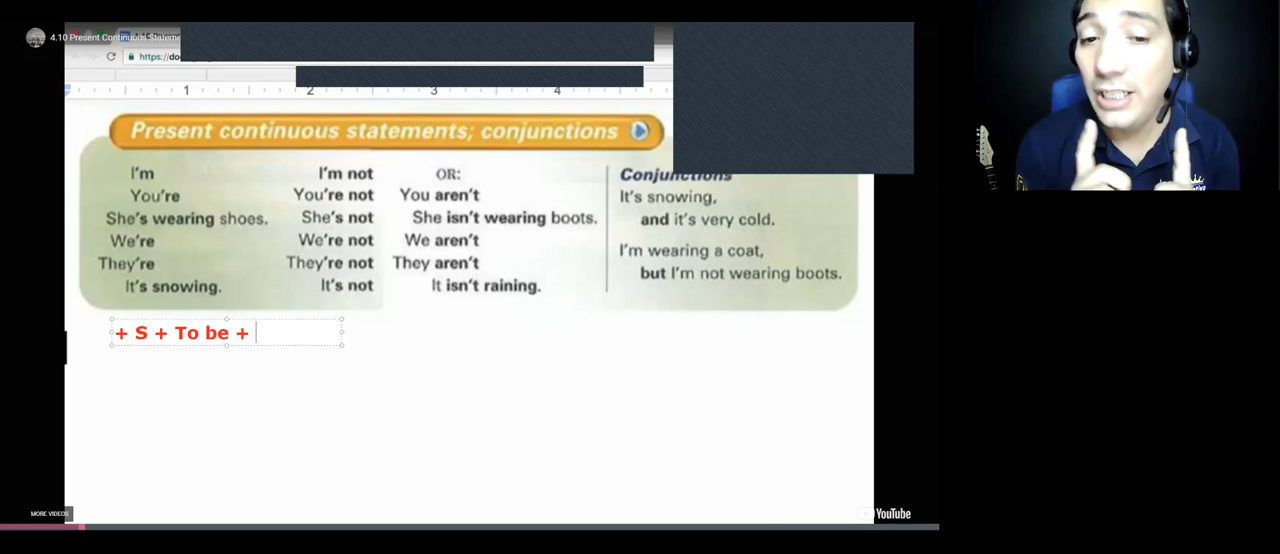 4.10 Present Continuous Stateme
https://do
1 2 3 4
Present continuous statements; conjunctions
I'm I'm not OR: Conjunctions
You're You're not You aren't It's snowing,
She's wearing shoes. She's not She isn't wearing boots. and it's very cold.
We're We're not We aren't I'm wearing a coat,
They're They're not They aren't but I'm not wearing boots.
It's snowing. It's not It isn't raining.
+ S + To be +
MORE VIDEOS
YouTube